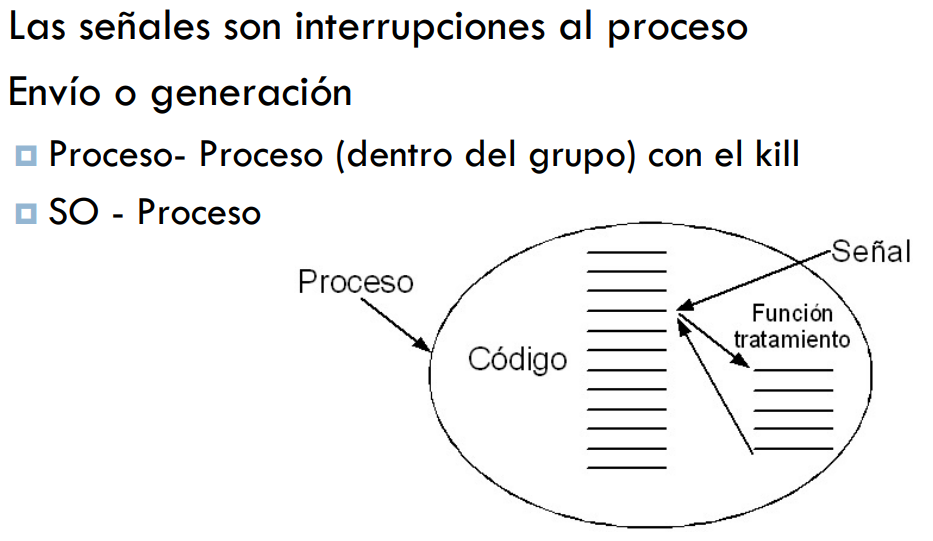 Las señales son interrupciones al proceso
Envío o generación
Proceso- Proceso (dentro del grupo) con el kill
SO - Proceso
Señal
Proceso
Función
tratamiento
Código